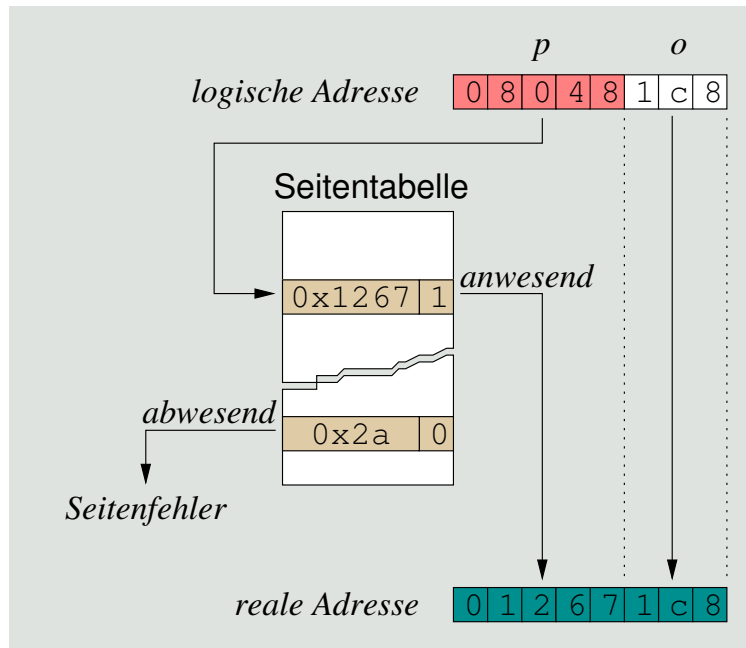 p o
logische Adresse 0 8 0 4 8 1 c 8
Seitentabelle
0x1267 1 anwesend
abwesend
0x2a 0
Seitenfehler
reale Adresse 0 1 2 6 7 1 c 8